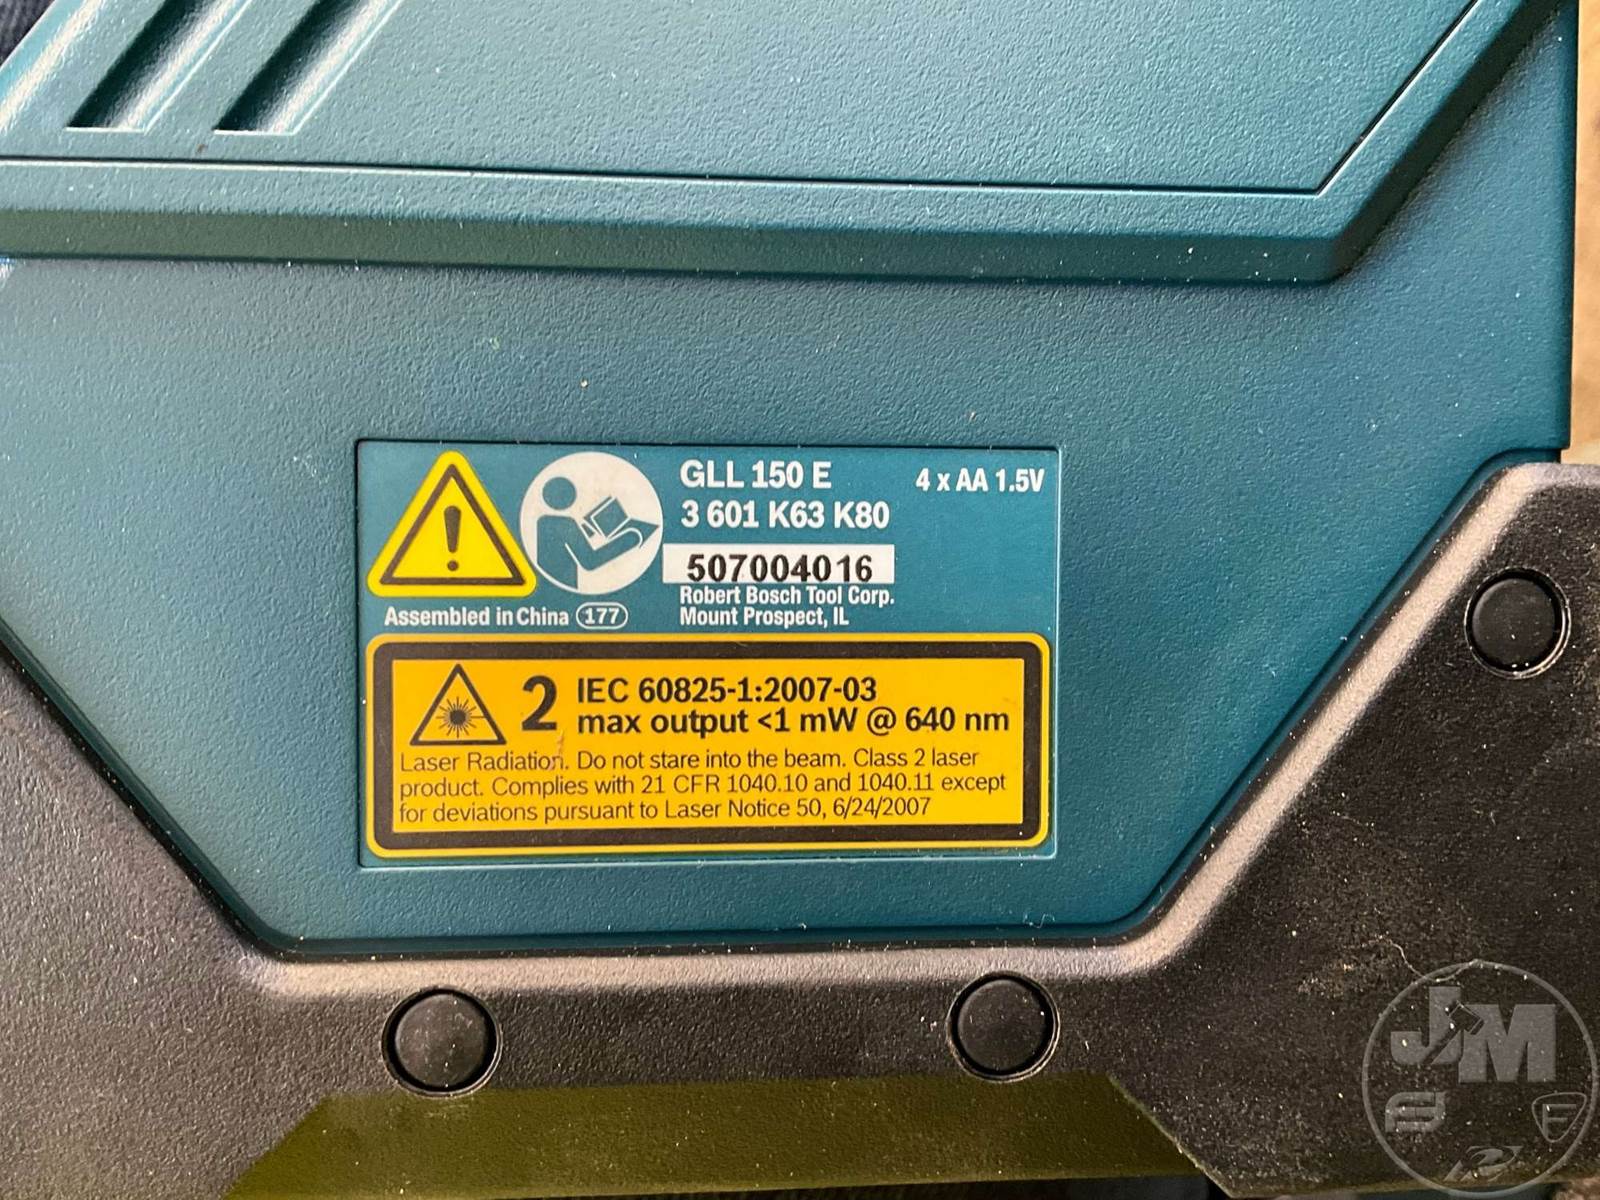 GLL 150 E
4 x AA 1.5V
3 601 K63 K80
507004016
Robert Bosch Tool Corp.
Mount Prospect, IL
Assembled in China 177
2 IEC 60825-1:2007-03
max output <1 mW @ 640 nm
Laser Radiation. Do not stare into the beam. Class 2 laser
product. Complies with 21 CFR 1040.10 and 1040.11 except
for deviations pursuant to Laser Notice 50, 6/24/2007
JM